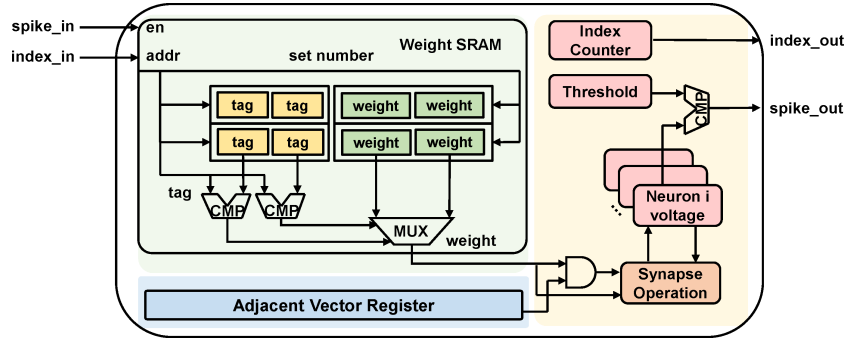 spike_in
en
index_in
addr
set number
Weight SRAM
tag tag weight weight
tag tag weight weight
tag
CMP CMP
MUX
weight
Adjacent Vector Register
Index
Counter
index_out
Threshold
CMP
spike_out
Neuron i
voltage
...
Synapse
Operation